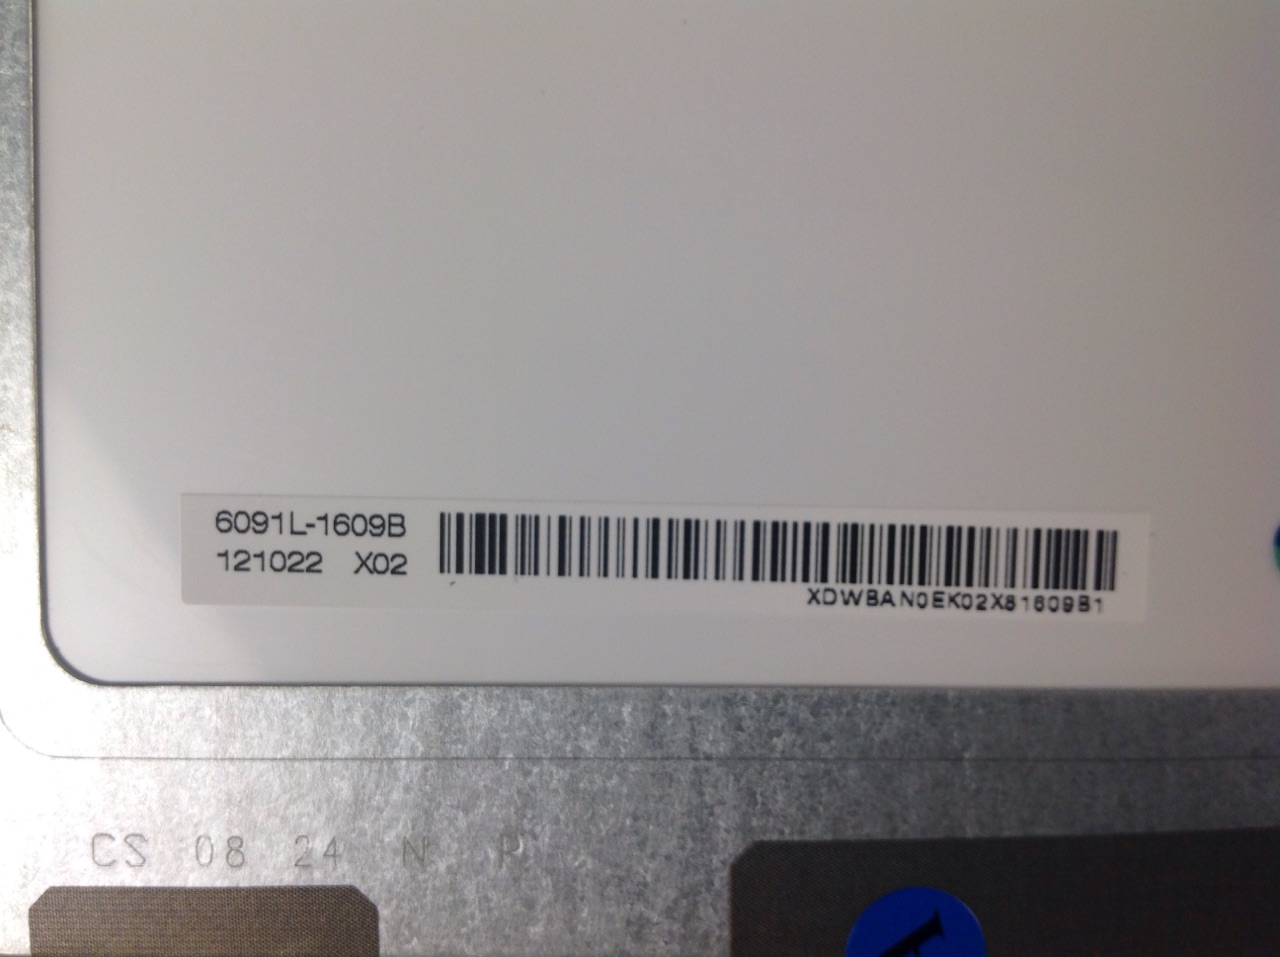 6091L-1609B
121022 X02
XDWBAN0EK02X81609B1
CS 08 24 N P